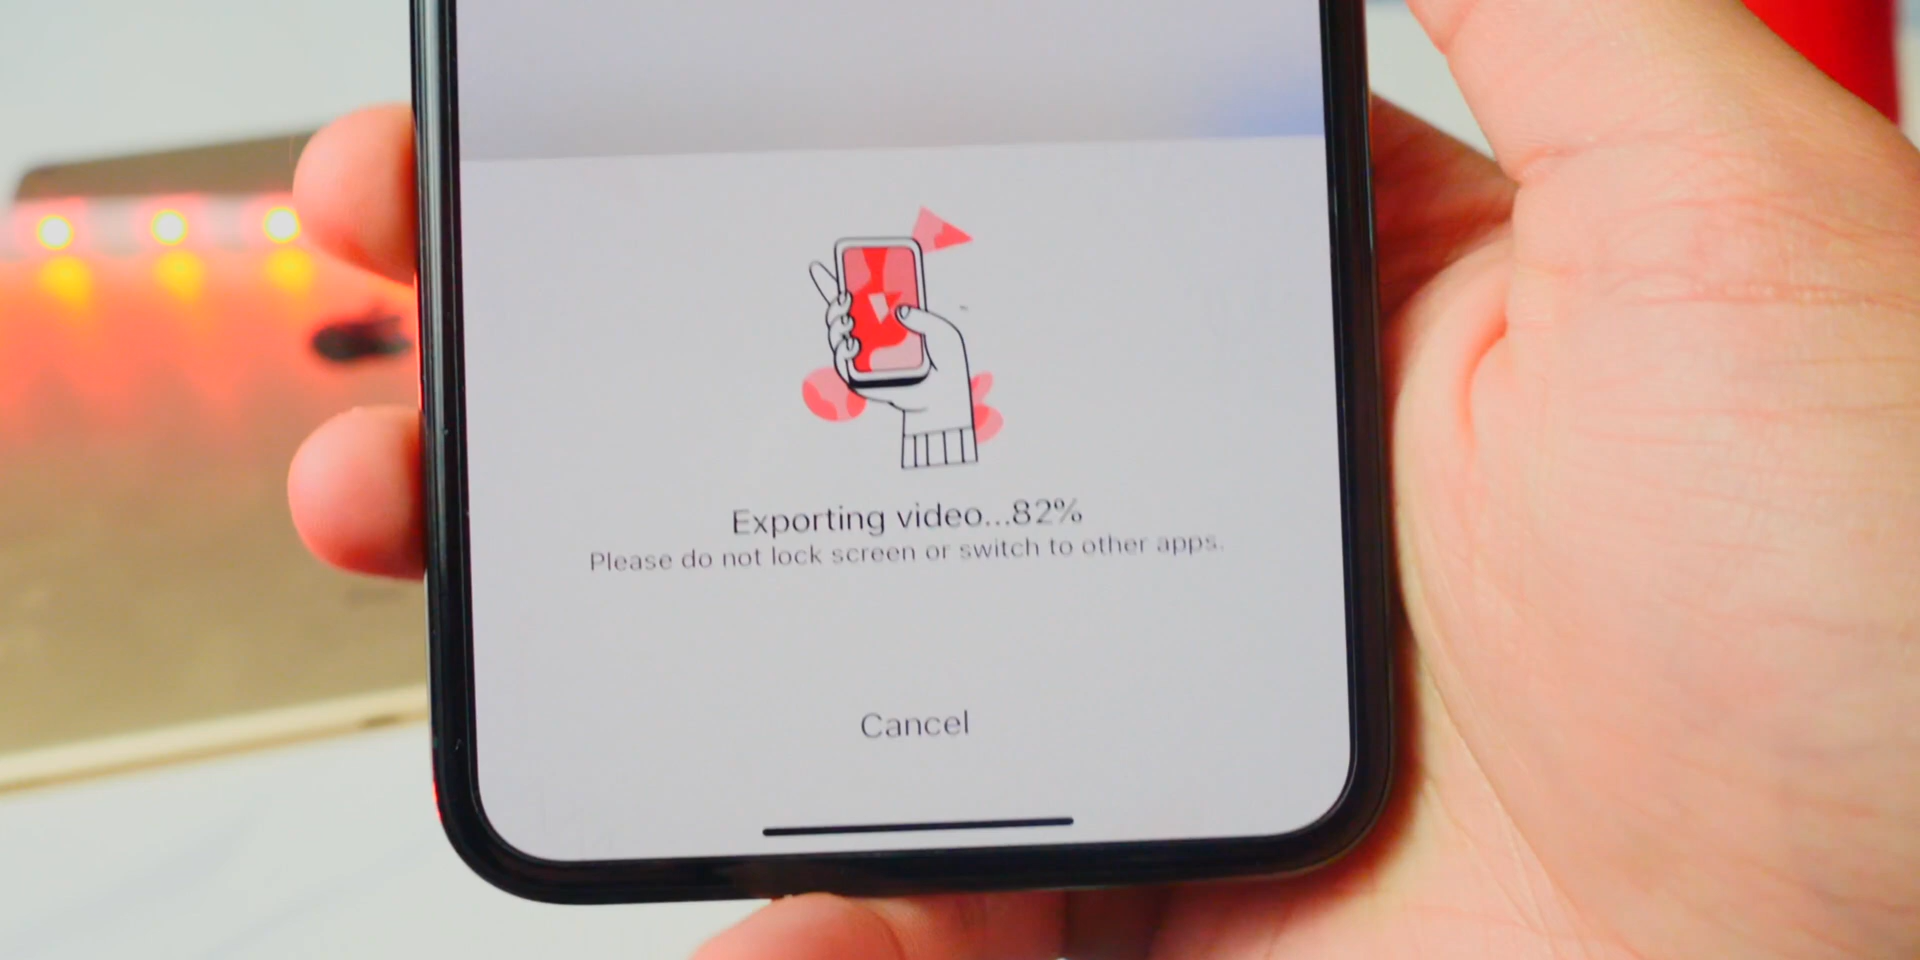 Exporting video...82%
Please do not lock screen or switch to other apps.
Cancel